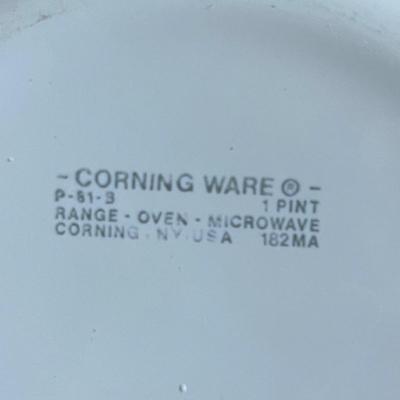 - CORNING WARE ® -
P-81-B 1 PINT
RANGE - OVEN - MICROWAVE
CORNING . NY. USA 182MA